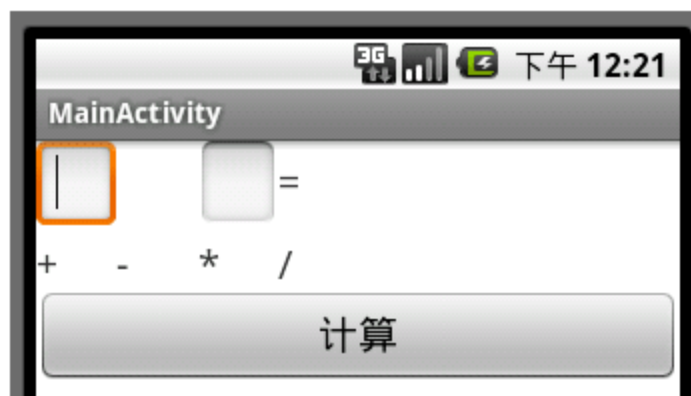 3G 下午 12:21
MainActivity
=
+ - * /
计算